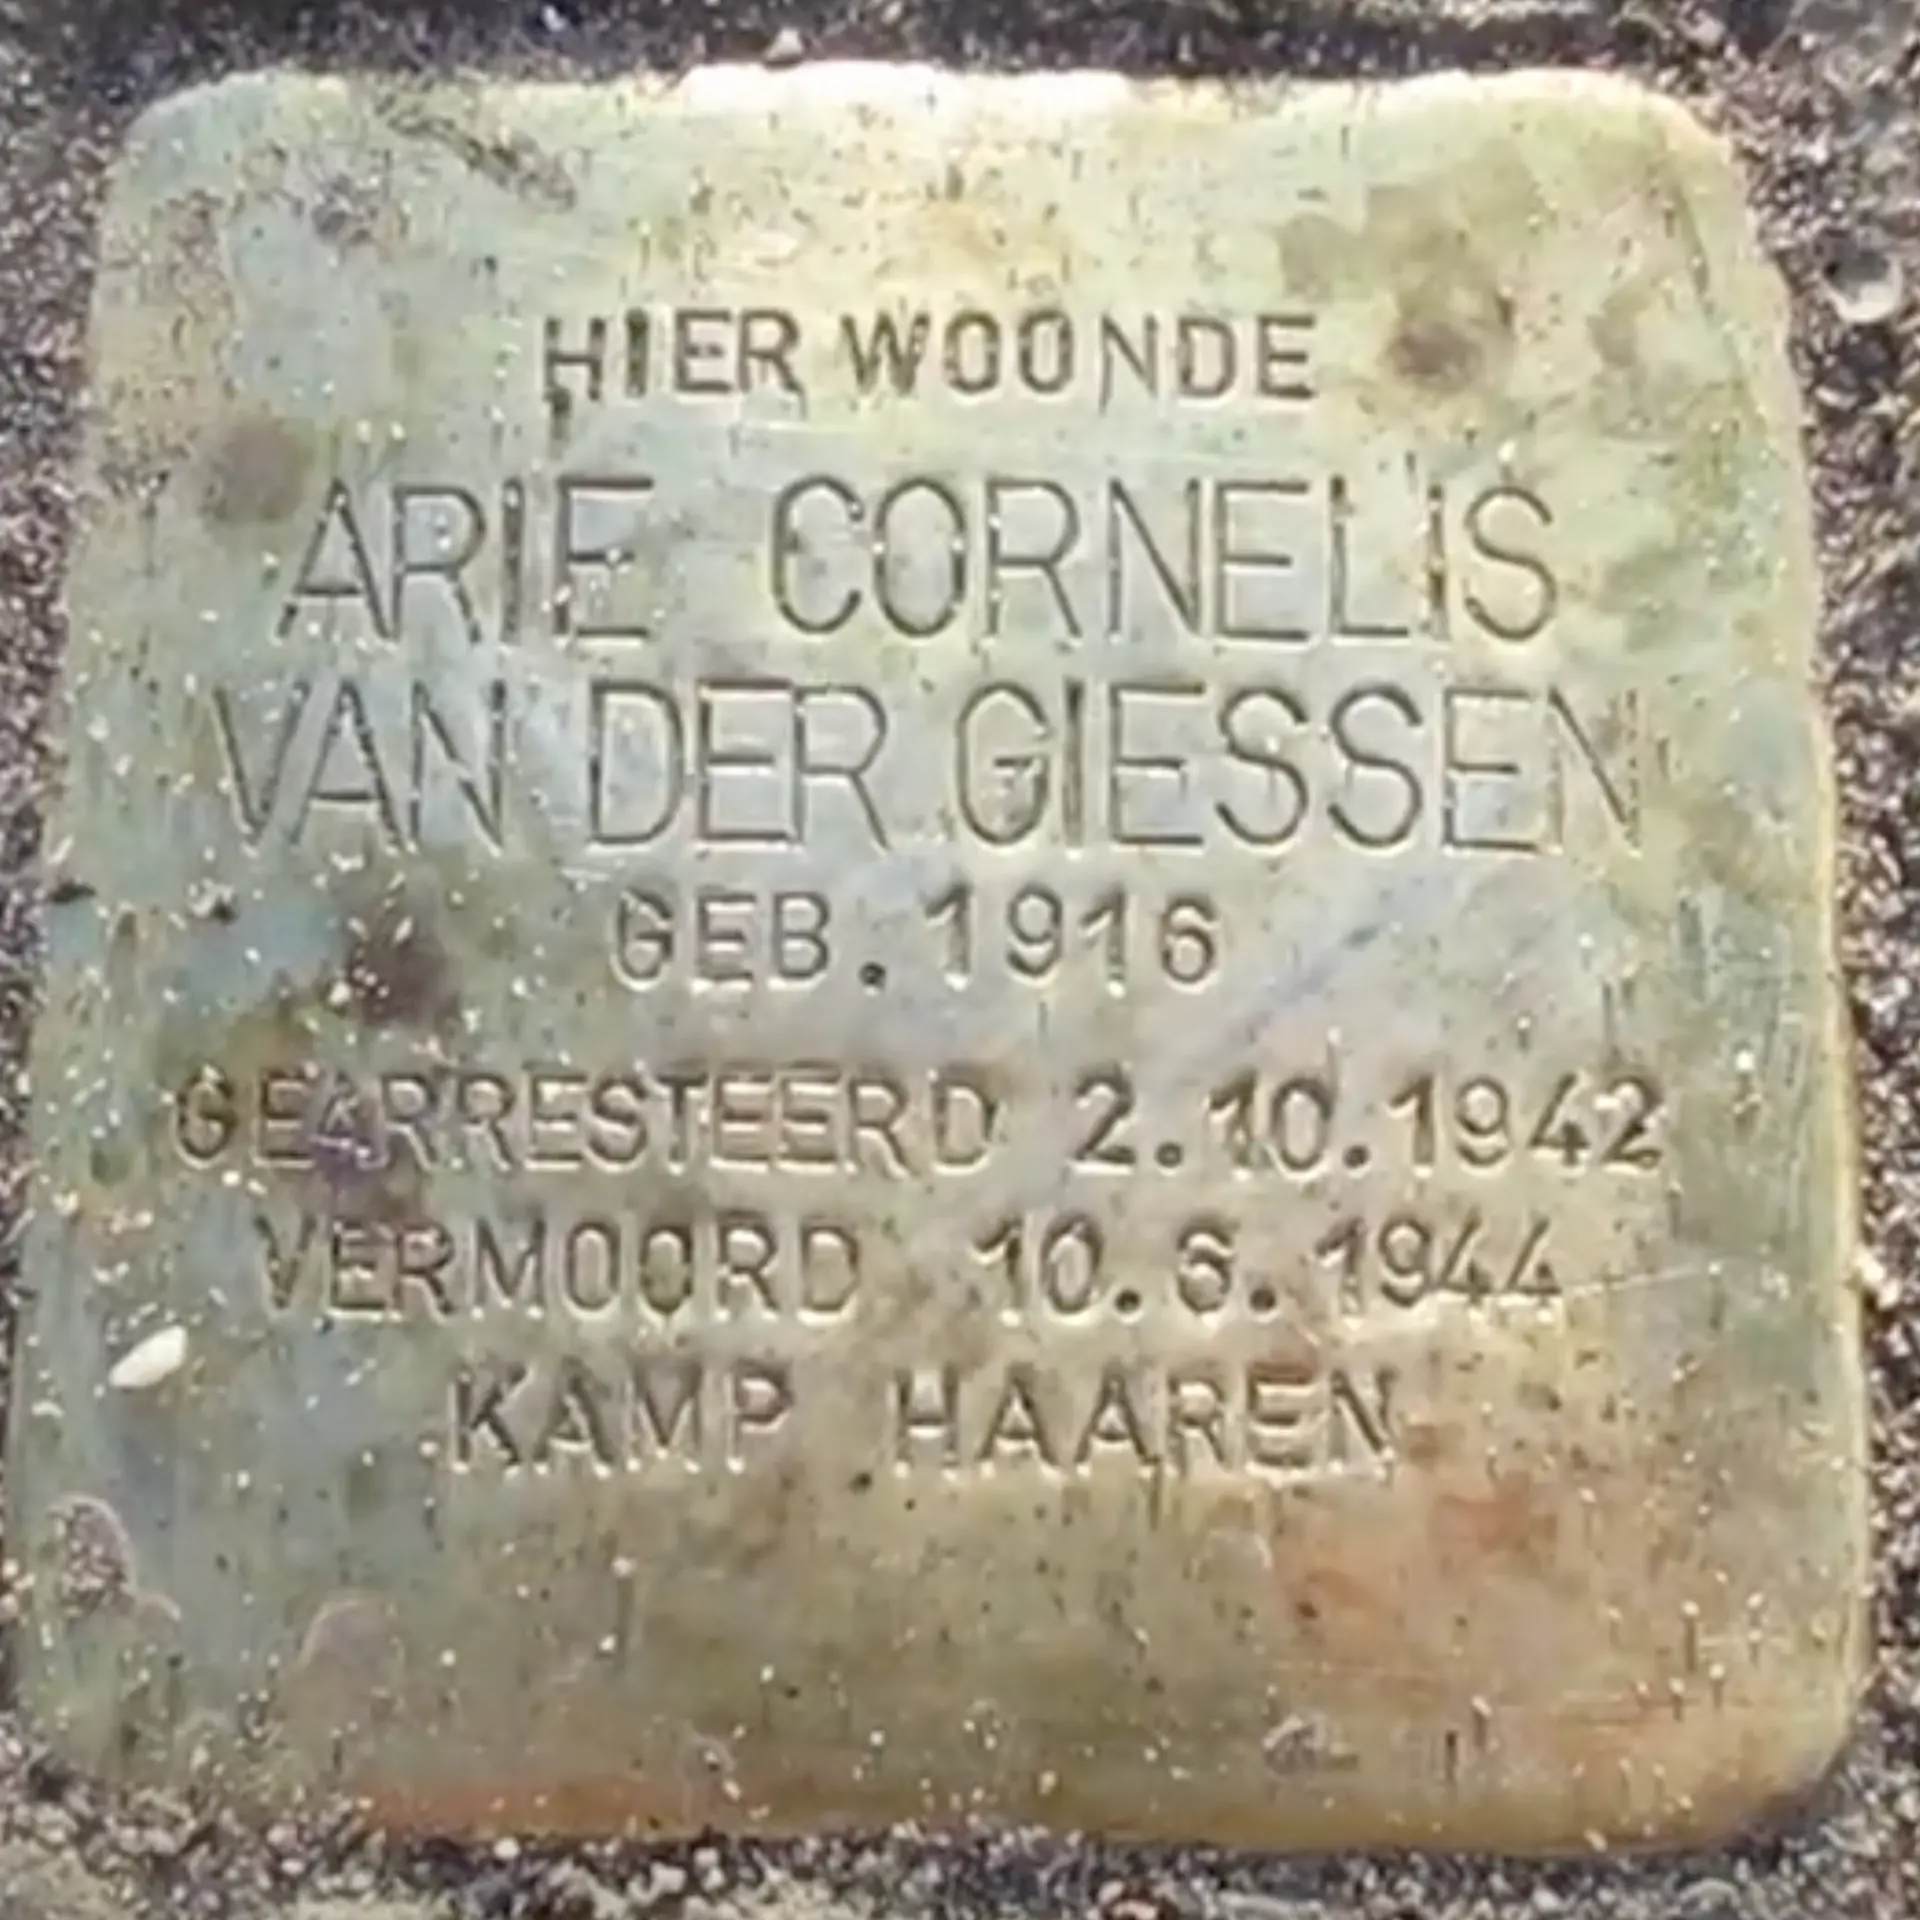 HIER WOONDE
ARIE CORNELIS
VAN DER GIESSEN
GEB. 1916
GEARRESTEERD 2.10.1942
VERMOORD 10.6.1944
KAMP HAAREN